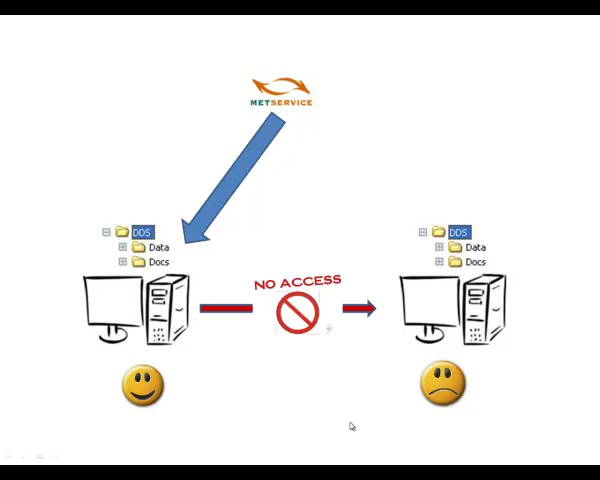 METSERVICE
DDS
Data
Docs
DDS
Data
Docs
NO ACCESS